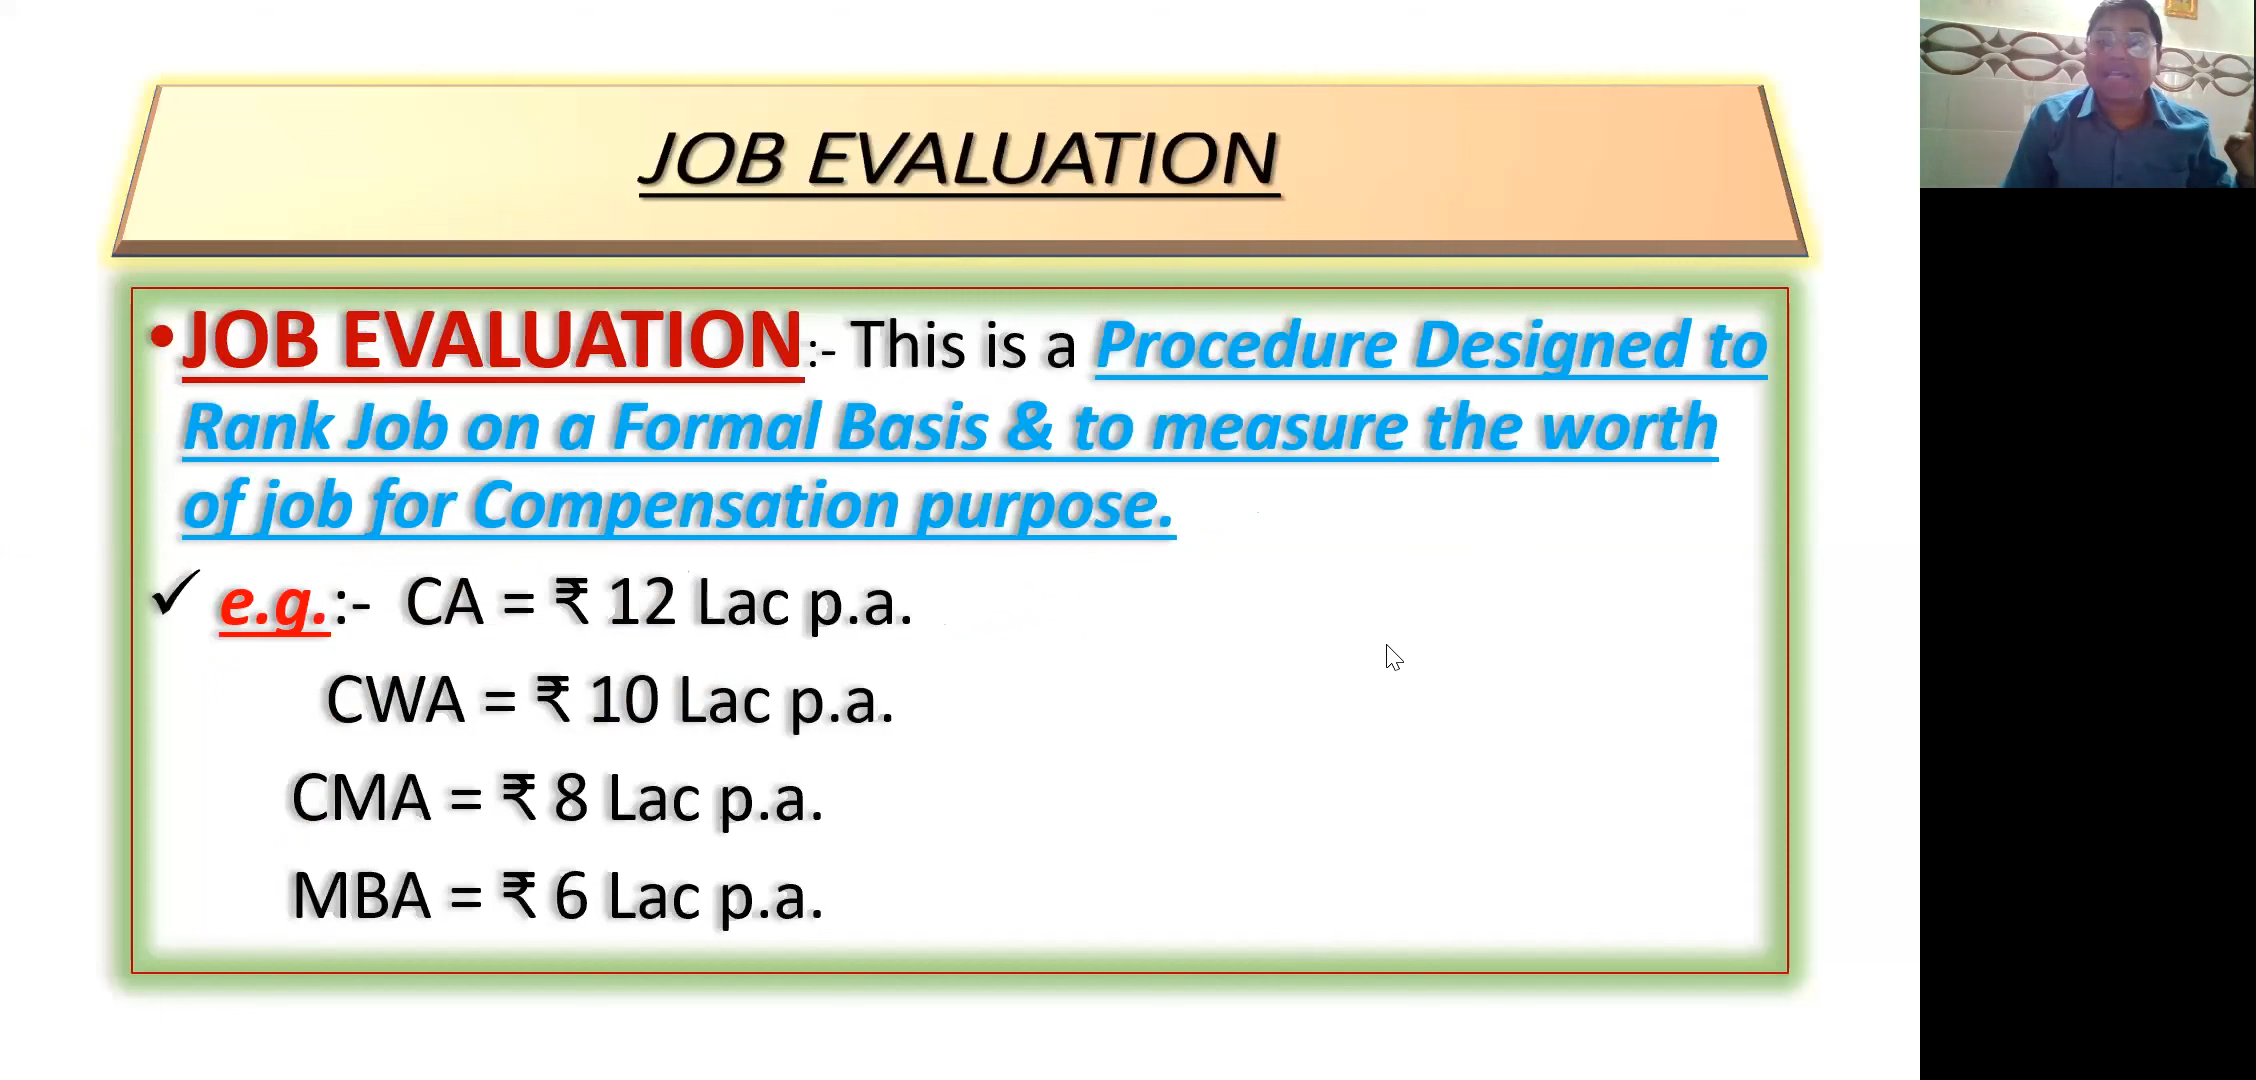 JOB EVALUATION
•JOB EVALUATION:- This is a Procedure Designed to
Rank Job on a Formal Basis & to measure the worth
of job for Compensation purpose.
✓ e.g.:- CA = ₹ 12 Lac p.a.
CWA = ₹ 10 Lac p.a.
CMA = ₹ 8 Lac p.a.
MBA = ₹ 6 Lac p.a.